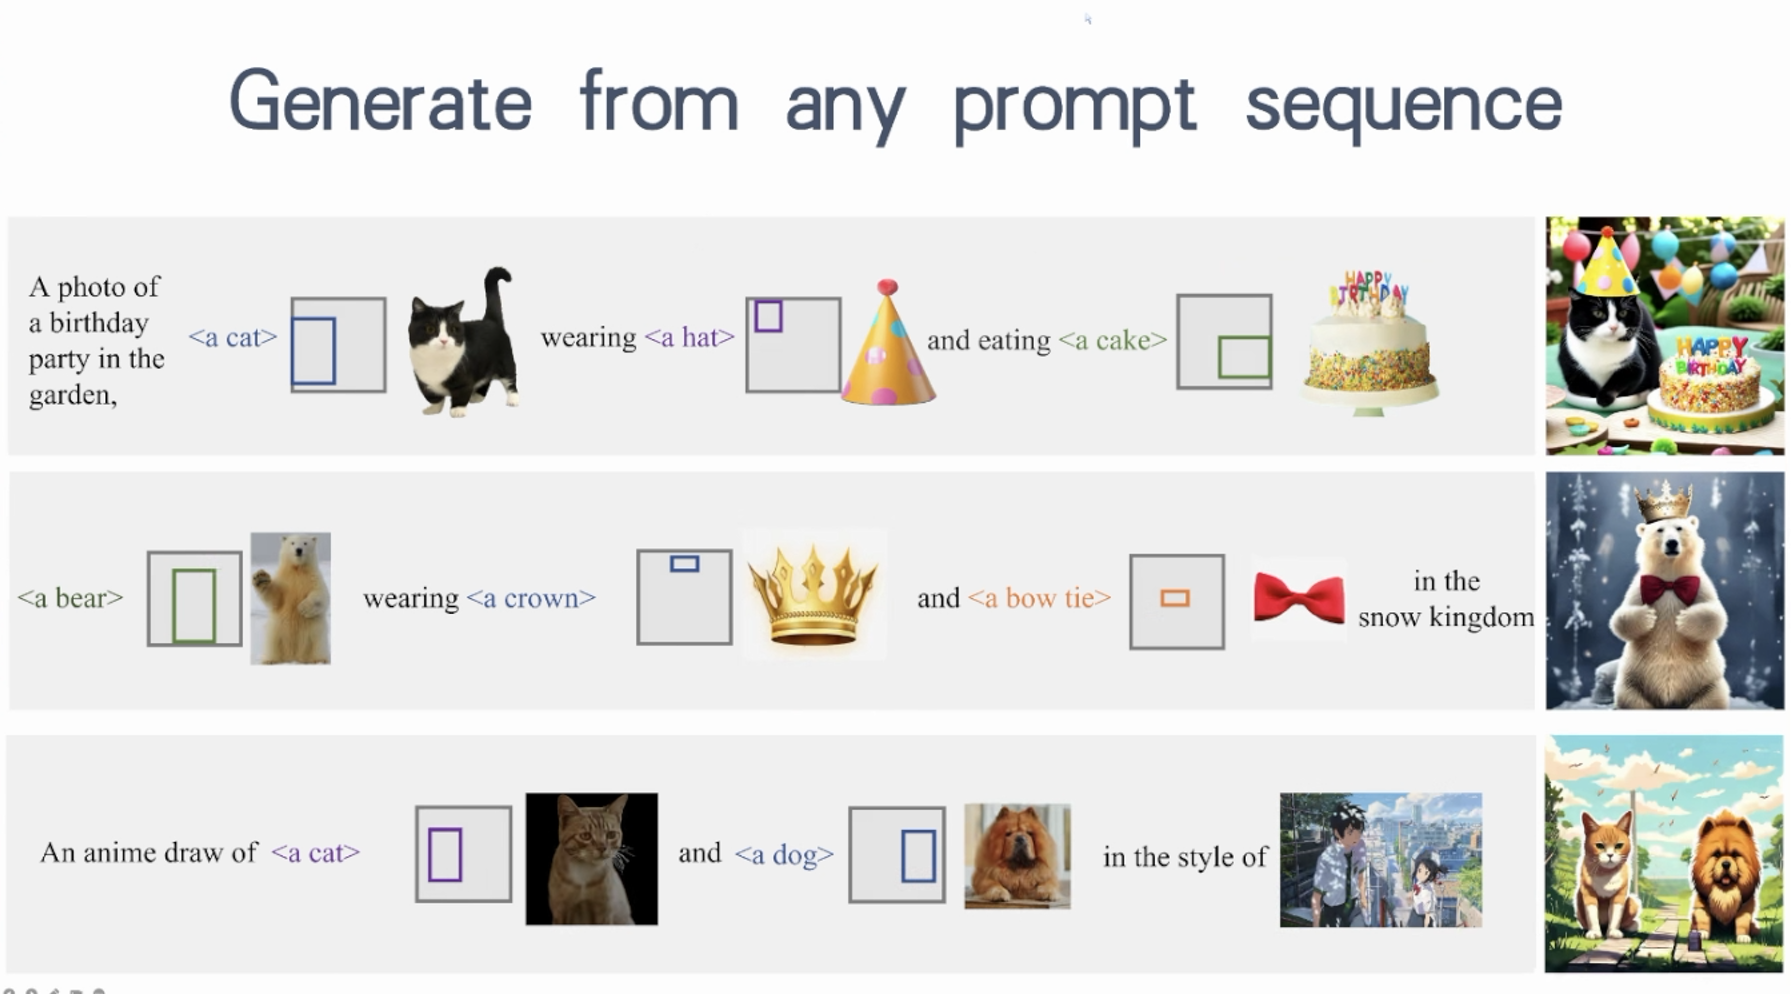 Generate from any prompt sequence
A photo of
a birthday
party in the
garden,
<a cat>
wearing <a hat>
and eating <a cake>
HAPPY
BIRTHDAY
HAPPY
BIRTHDAY
<a bear>
wearing <a crown>
and <a bow tie>
in the
snow kingdom
An anime draw of <a cat>
and <a dog>
in the style of